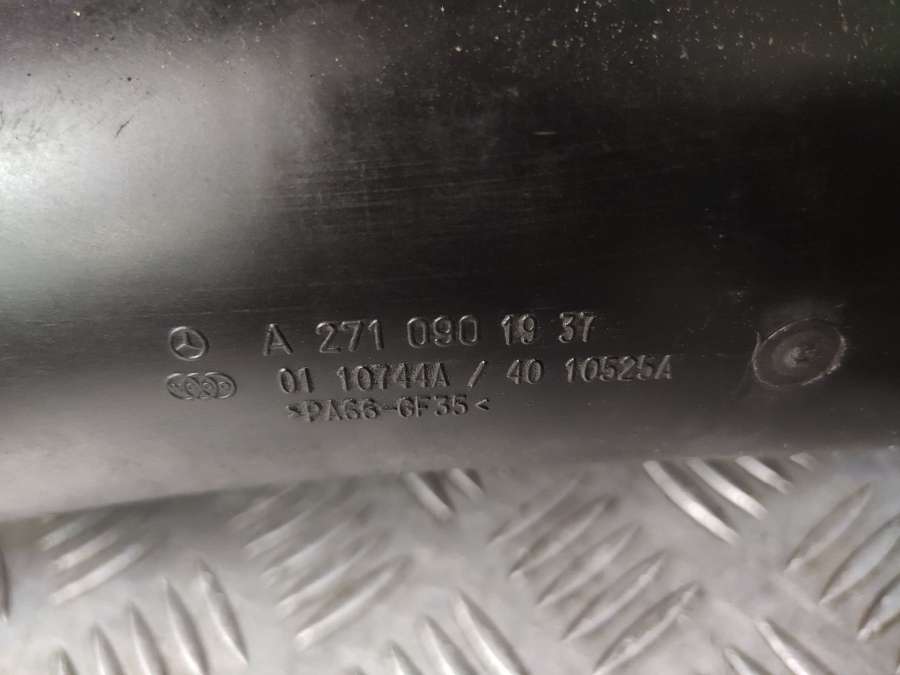 A 271 090 19 37
01 10744A / 40 10525A
>PA66-GF35<